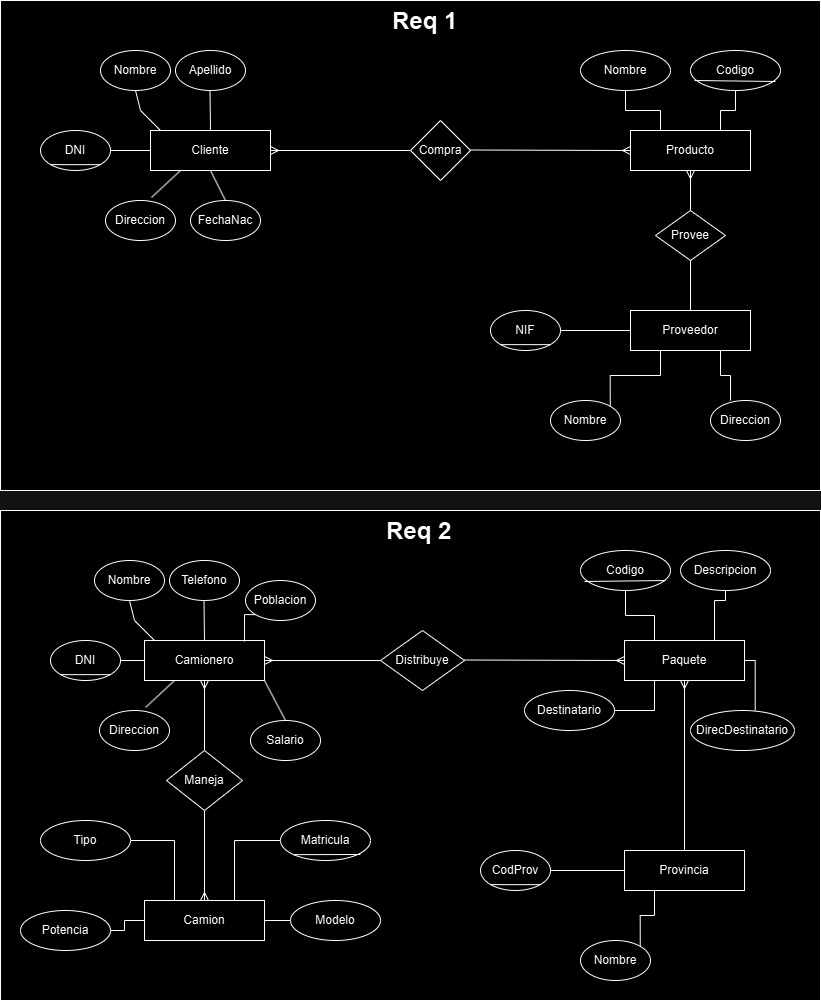 Req 1
Nombre
Apellido
Nombre
Codigo
DNI
Cliente
Compra
Producto
Direccion
FechaNac
Provee
NIF
Proveedor
Nombre
Direccion
Req 2
Nombre
Telefono
Poblacion
Codigo
Descripcion
DNI
Camionero
Distribuye
Paquete
Direccion
Salario
Destinatario
DirecDestinatario
Maneja
Tipo
Matricula
CodProv
Provincia
Potencia
Camion
Modelo
Nombre